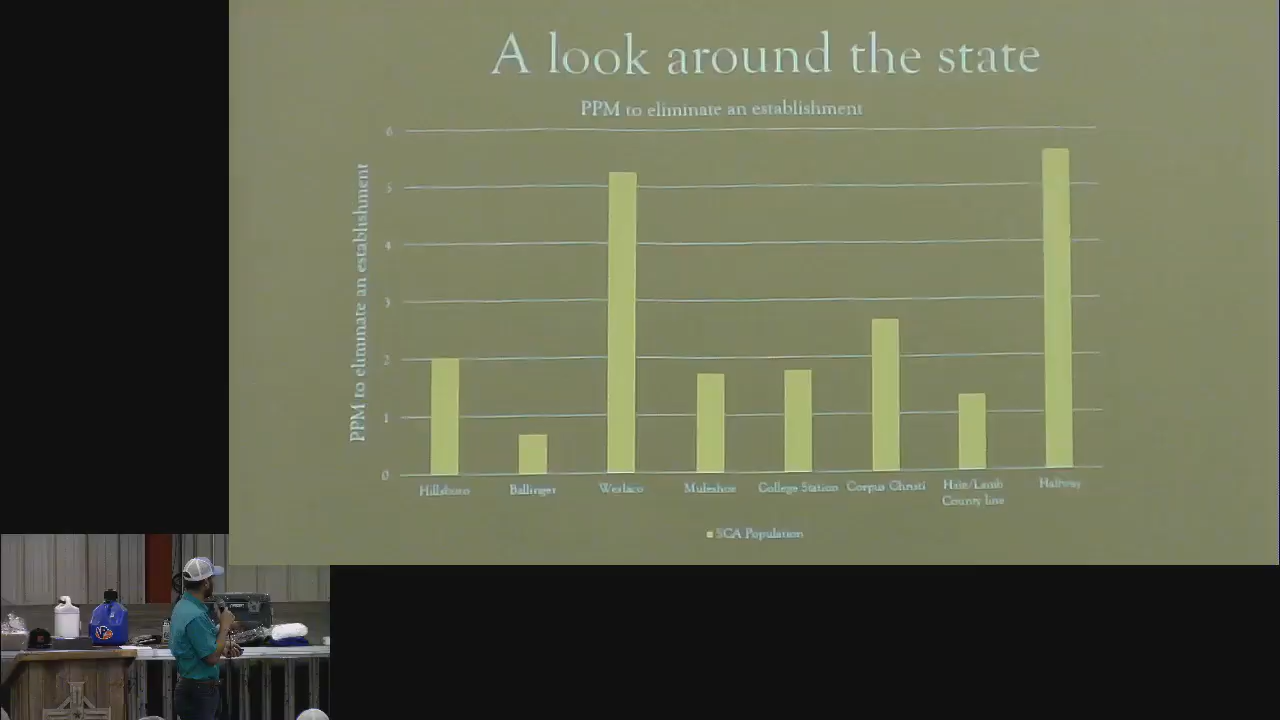 A look around the state
PPM to eliminate an establishment
PPM to eliminate an establishment
6
5
4
3
2
1
0
Hillsboro
Ballinger
Weslaco
Muleshoe
College Station
Corpus Christi
Hale/Lamb
County line
Halfway
SCA Population